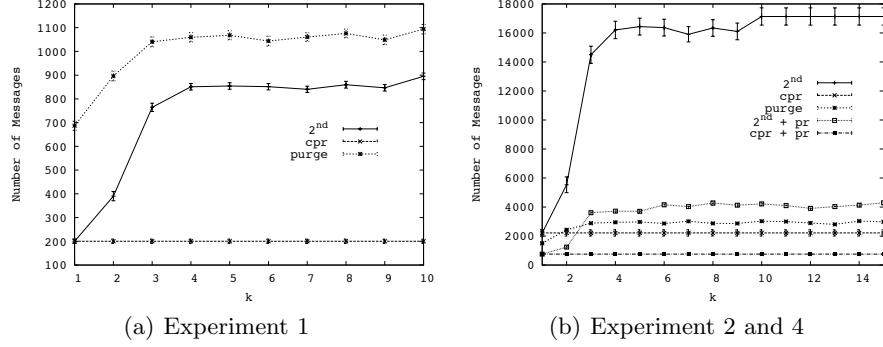 1200
1100
1000
900
800
700
600
500
400
300
200
100
Number of Messages
2nd
cpr
purge
1 2 3 4 5 6 7 8 9 10
k
(a) Experiment 1
18000
16000
14000
12000
10000
8000
6000
4000
2000
0
Number of Messages
2nd
cpr
purge
2nd + pr
cpr + pr
2 4 6 8 10 12 14
k
(b) Experiment 2 and 4